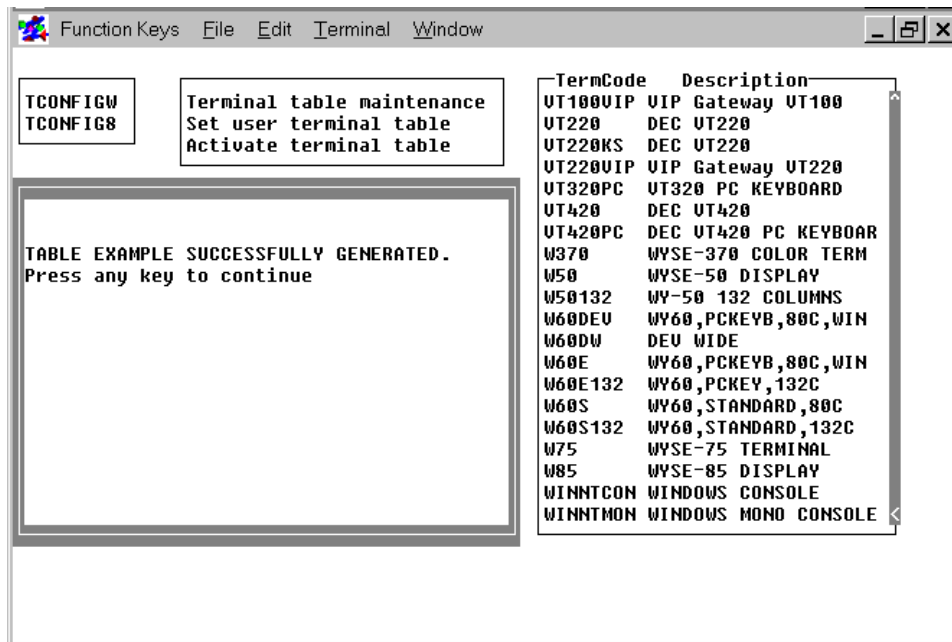 Function Keys File Edit Terminal Window
TCONFIGW
TCONFIG8
Terminal table maintenance
Set user terminal table
Activate terminal table
TABLE EXAMPLE SUCCESSFULLY GENERATED.
Press any key to continue
TermCode Description
VT100VIP VIP Gateway VT100
VT220 DEC VT220
VT220KS DEC VT220
VT220VIP VIP Gateway VT220
VT320PC VT320 PC KEYBOARD
VT420 DEC VT420
VT420PC DEC VT420 PC KEYBOAR
W370 WYSE-370 COLOR TERM
W50 WYSE-50 DISPLAY
W50132 WY-50 132 COLUMNS
W60DEV WY60,PCKEYB,80C,WIN
W60DW DEV WIDE
W60E WY60,PCKEYB,80C,WIN
W60E132 WY60,PCKEY,132C
W60S WY60,STANDARD,80C
W60S132 WY60,STANDARD,132C
W75 WYSE-75 TERMINAL
W85 WYSE-85 DISPLAY
WINNTCON WINDOWS CONSOLE
WINNTMON WINDOWS MONO CONSOLE